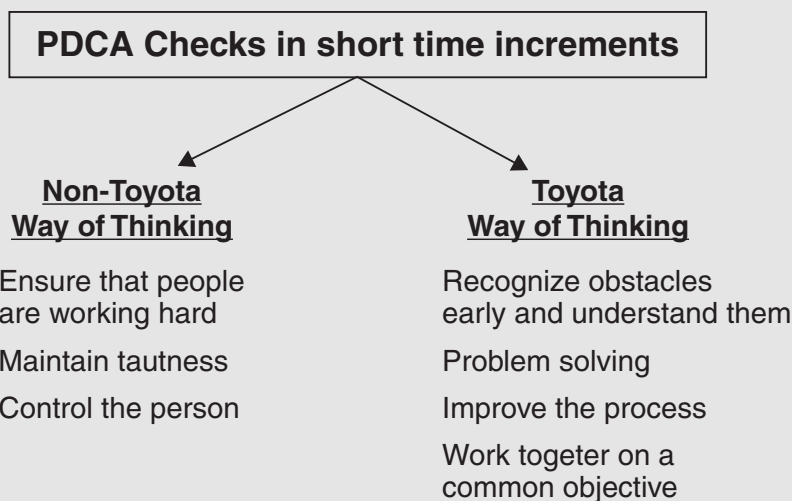 PDCA Checks in short time increments
Non-Toyota
Way of Thinking
Ensure that people
are working hard
Maintain tautness
Control the person
Toyota
Way of Thinking
Recognize obstacles
early and understand them
Problem solving
Improve the process
Work togeter on a
common objective